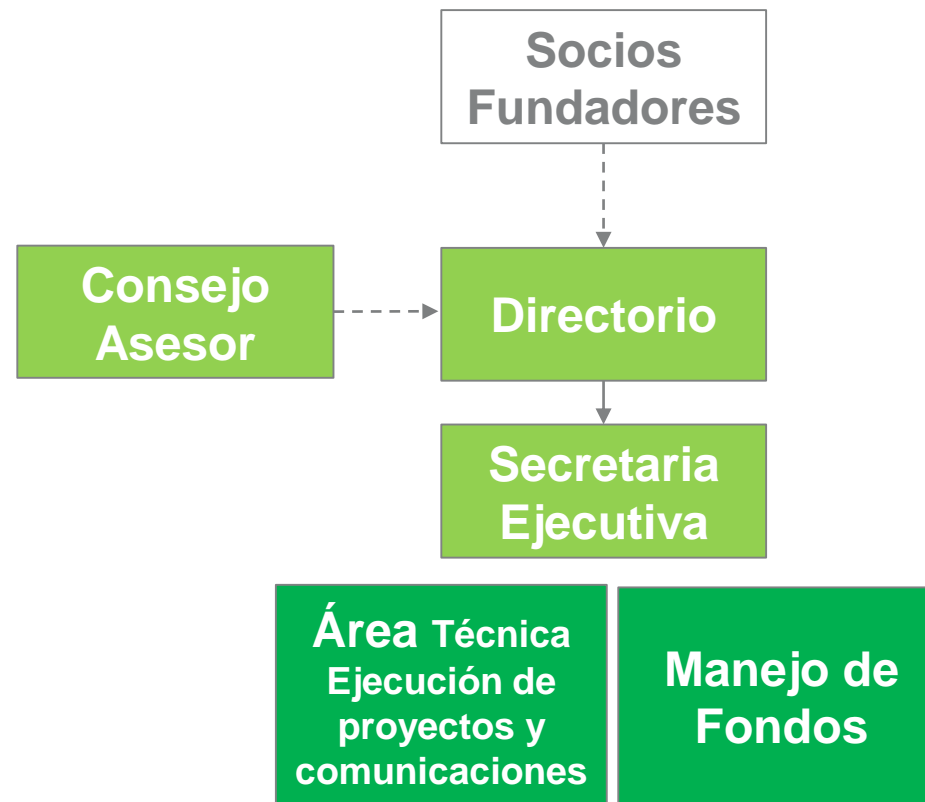 Socios
Fundadores
Consejo
Asesor
Directorio
Secretaria
Ejecutiva
Área Técnica
Ejecución de
proyectos y
comunicaciones
Manejo de
Fondos